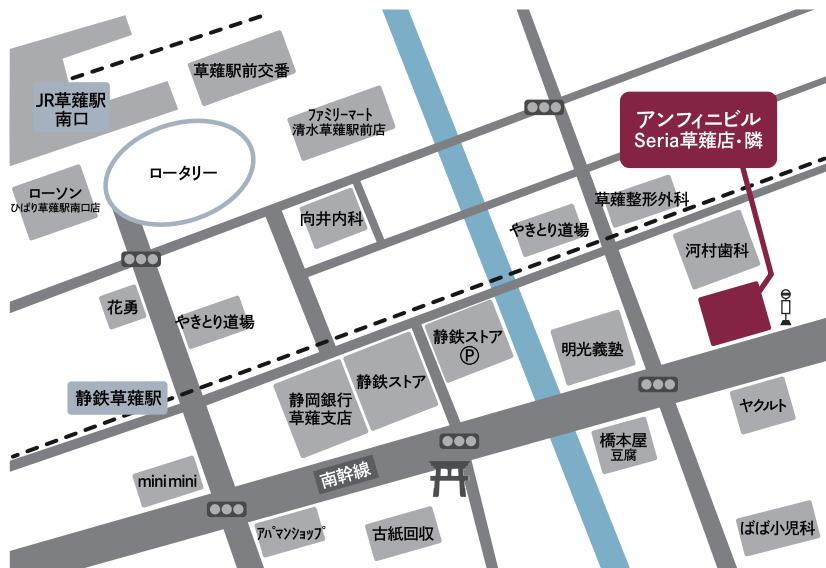 草薙駅前交番
JR草薙駅
南口
ファミリーマート
清水草薙駅前店
アンフィニビル
Seria草薙店・隣
ロータリー
ローソン
ひばり草薙駅南口店
向井内科
草薙整形外科
やきとり道場
河村歯科
花勇
やきとり道場
静鉄ストア
P
明光義塾
静鉄草薙駅
静鉄ストア
静岡銀行
草薙支店
ヤクルト
橋本屋
豆腐
minimini
南幹線
アパマンショップ
古紙回収
ばば小児科